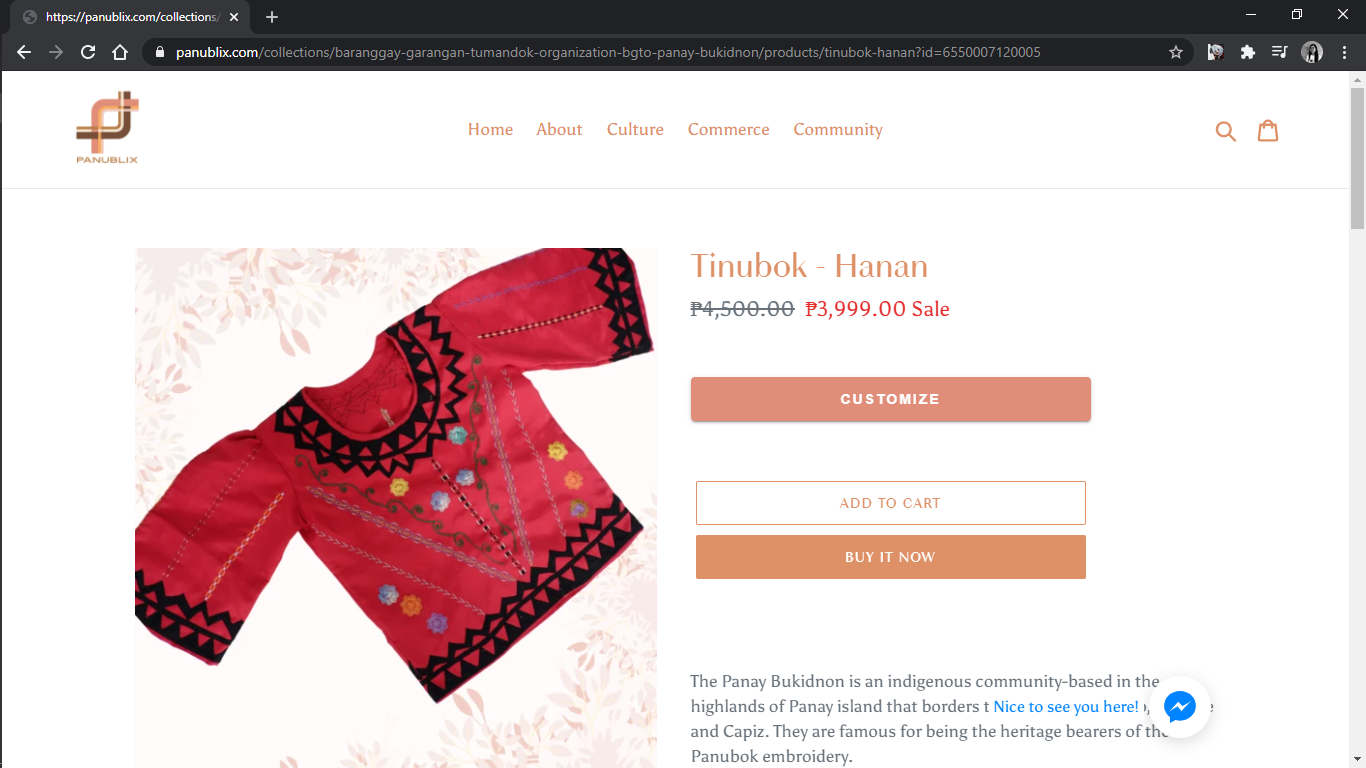 https://panublix.com/collections/
panublix.com/collections/baranggay-garangan-tumandok-organization-bgto-panay-bukidnon/products/tinubok-hanan?id=6550007120005
PANUBLIX
Home About Culture Commerce Community
Tinubok - Hanan
₱4,500.00 ₱3,999.00 Sale
CUSTOMIZE
ADD TO CART
BUY IT NOW
The Panay Bukidnon is an indigenous community-based in the
highlands of Panay island that borders t Nice to see you here!
and Capiz. They are famous for being the heritage bearers of the
Panubok embroidery.